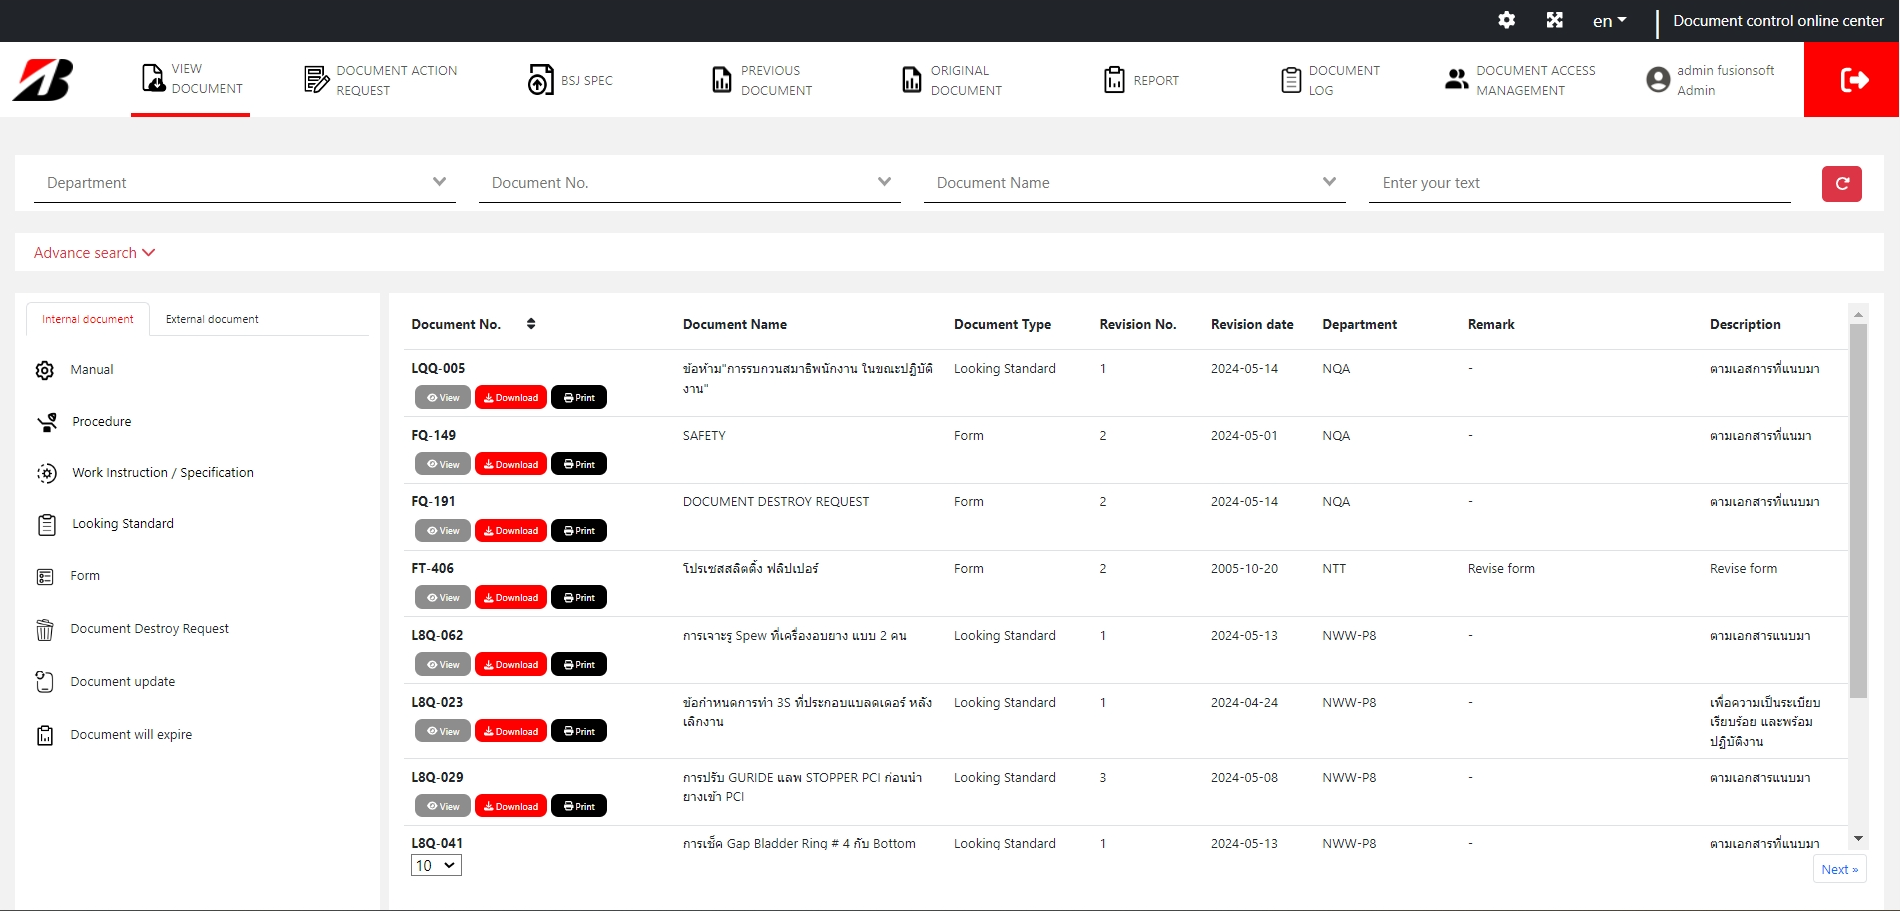 en
Document control online center
VIEW
DOCUMENT
DOCUMENT ACTION
REQUEST
BSJ SPEC
PREVIOUS
DOCUMENT
ORIGINAL
DOCUMENT
REPORT
DOCUMENT
LOG
DOCUMENT ACCESS
MANAGEMENT
admin fusionsoft
Admin
Department
Document No.
Document Name
Enter your text
Advance search
Internal document
External document
Manual
Procedure
Work Instruction / Specification
Looking Standard
Form
Document Destroy Request
Document update
Document will expire
Document No. Document Name Document Type Revision No. Revision date Department Remark Description
LQQ-005 ข้อห้าม"การรบกวนสมาธิพนักงาน ในขณะปฏิบัติ Looking Standard 1 2024-05-14 NQA - ตามเอสการที่แนบมา
งาน"
View Download Print
FQ-149 SAFETY Form 2 2024-05-01 NQA - ตามเอกสารที่แนมา
View Download Print
FQ-191 DOCUMENT DESTROY REQUEST Form 2 2024-05-14 NQA - ตามเอกสารที่แนบมา
View Download Print
FT-406 โปรเซสสลิตติ้ง ฟลิปเปอร์ Form 2 2005-10-20 NTT Revise form Revise form
View Download Print
L8Q-062 การเจาะรู Spew ที่เครื่องอบยาง แบบ 2 คน Looking Standard 1 2024-05-13 NWW-P8 - ตามเอกสารแนบมา
View Download Print
L8Q-023 ข้อกำหนดการทำ 3S ที่ประกอบแบลดเดอร์ หลัง Looking Standard 1 2024-04-24 NWW-P8 - เพื่อความเป็นระเบียบ
เลิกงาน เรียบร้อย และพร้อม
View Download Print ปฏิบัติงาน
L8Q-029 การปรับ GURIDE แลพ STOPPER PCI ก่อนนำ Looking Standard 3 2024-05-08 NWW-P8 - ตามเอกสารแนบมา
ยางเข้า PCI
View Download Print
L8Q-041 การเช็ค Gap Bladder Ring # 4 กับ Bottom Looking Standard 1 2024-05-13 NWW-P8 - ตามเอกสารที่แนบมา
10
Next »